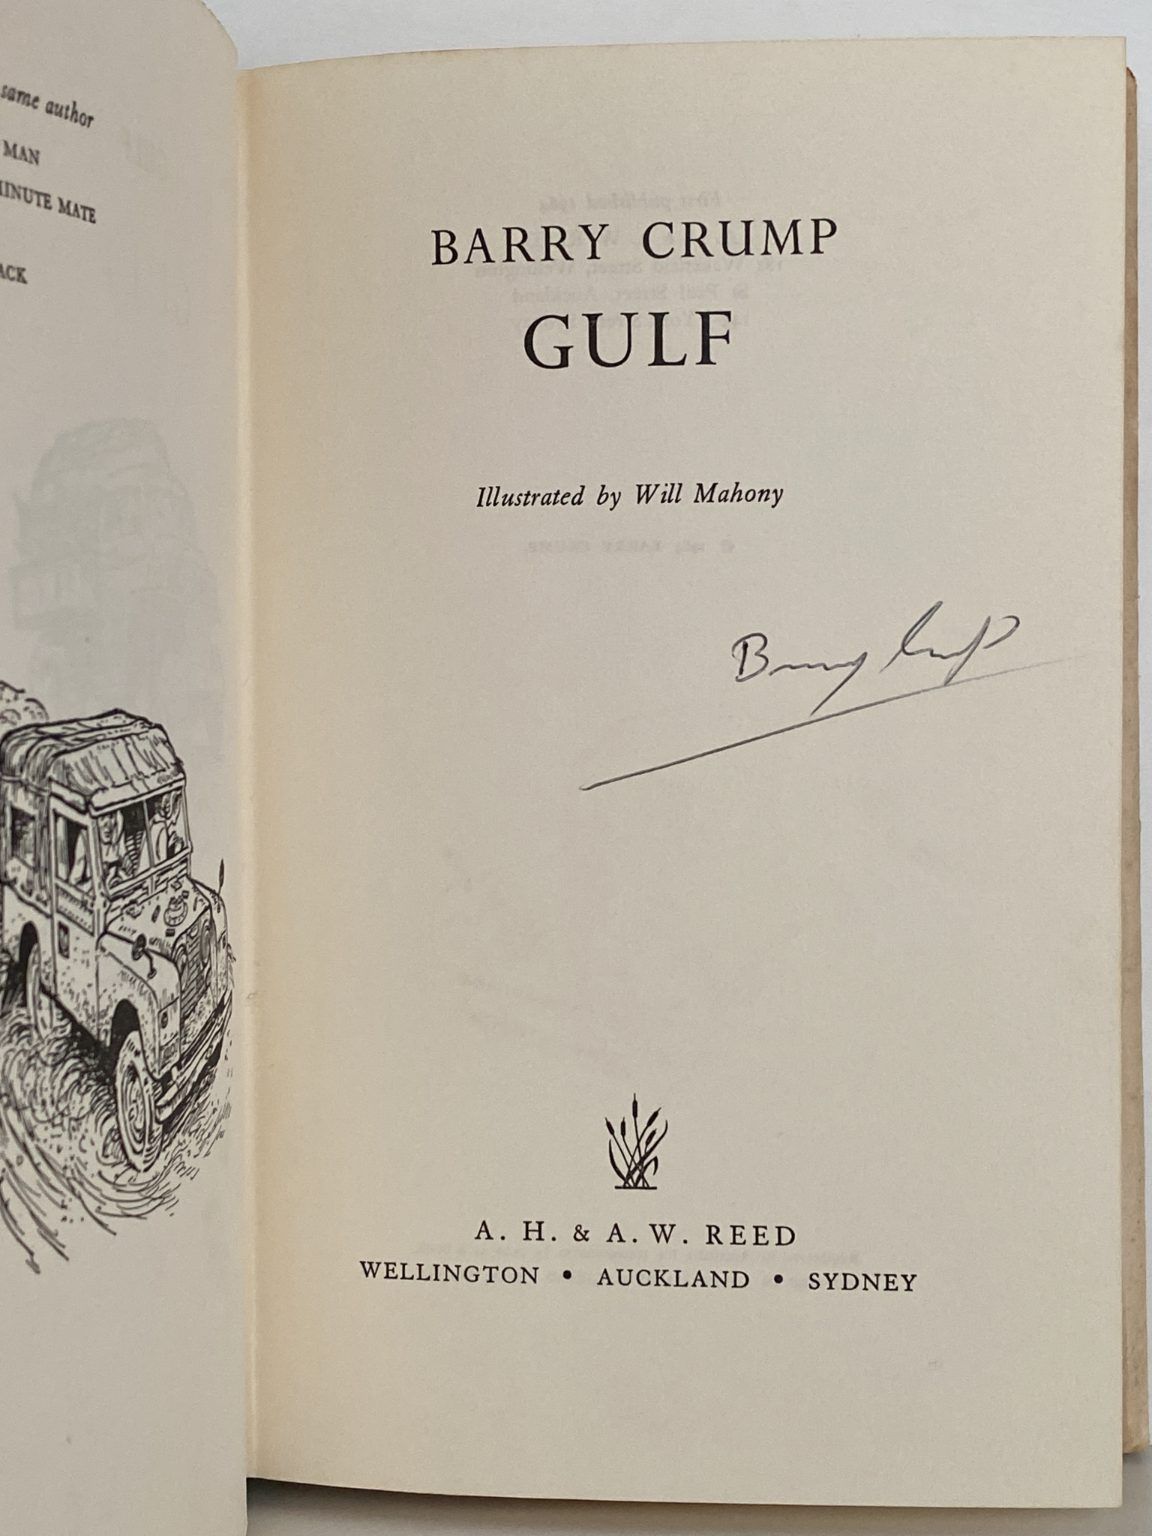 same author
MAN
MINUTE MATE
ACK
BARRY CRUMP
GULF
Illustrated by Will Mahony
Barry Crump
A. H. & A. W. REED
WELLINGTON • AUCKLAND • SYDNEY